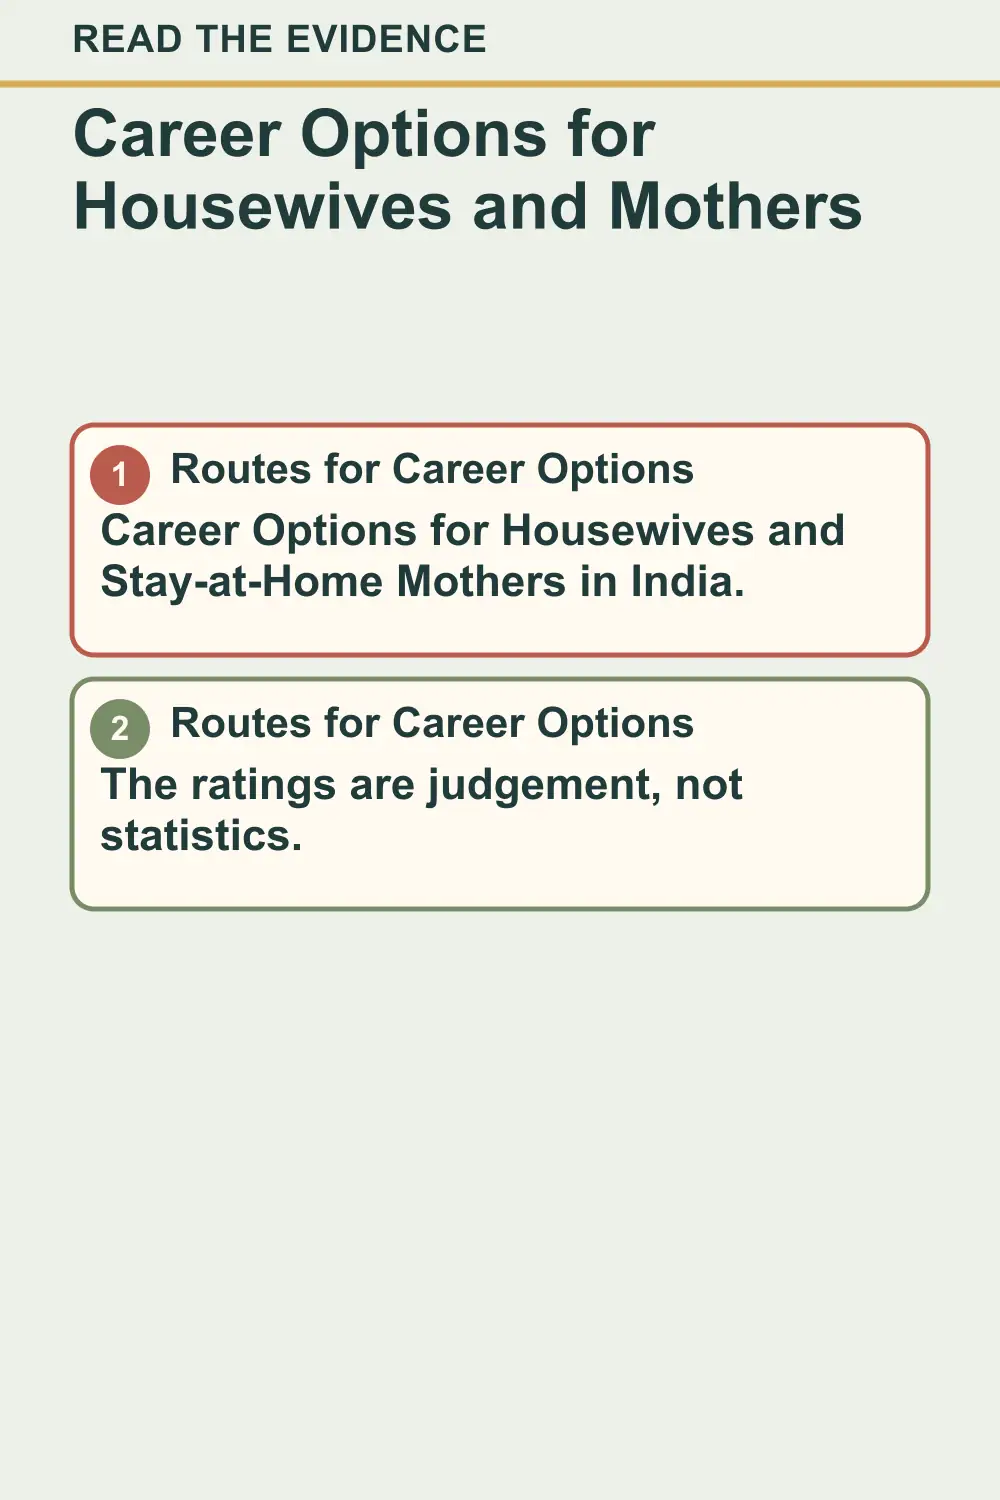 READ THE EVIDENCE
Career Options for
Housewives and Mothers
1 Routes for Career Options
Career Options for Housewives and
Stay-at-Home Mothers in India.
2 Routes for Career Options
The ratings are judgement, not
statistics.